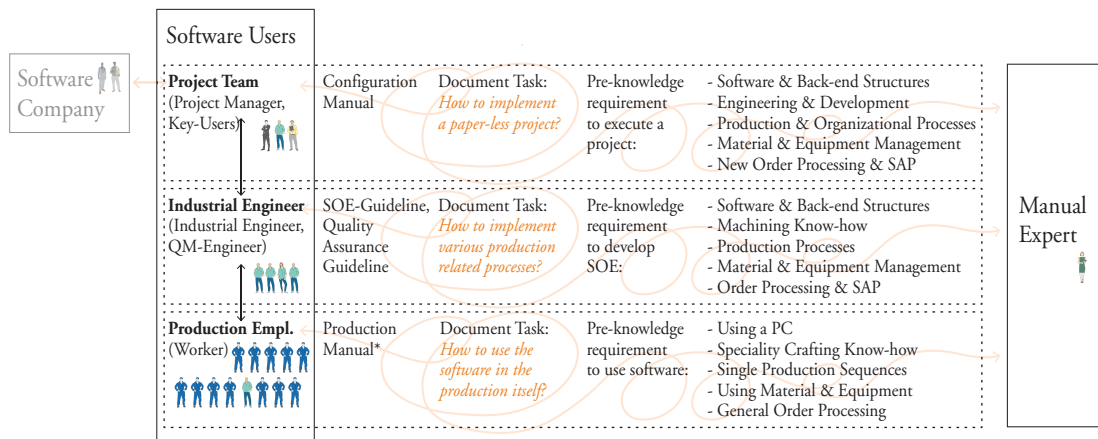 Software Users
Software
Company
Project Team
(Project Manager,
Key-Users)
Configuration
Manual
Document Task:
How to implement
a paper-less project?
Pre-knowledge
requirement
to execute a
project:
- Software & Back-end Structures
- Engineering & Development
- Production & Organizational Processes
- Material & Equipment Management
- New Order Processing & SAP
Industrial Engineer
(Industrial Engineer,
QM-Engineer)
SOE-Guideline,
Quality
Assurance
Guideline
Document Task:
How to implement
various production
related processes?
Pre-knowledge
requirement
to develop
SOE:
- Software & Back-end Structures
- Machining Know-how
- Production Processes
- Material & Equipment Management
- Order Processing & SAP
Production Empl.
(Worker)
Production
Manual*
Document Task:
How to use the
software in the
production itself?
Pre-knowledge
requirement
to use software:
- Using a PC
- Speciality Crafting Know-how
- Single Production Sequences
- Using Material & Equipment
- General Order Processing
Manual
Expert